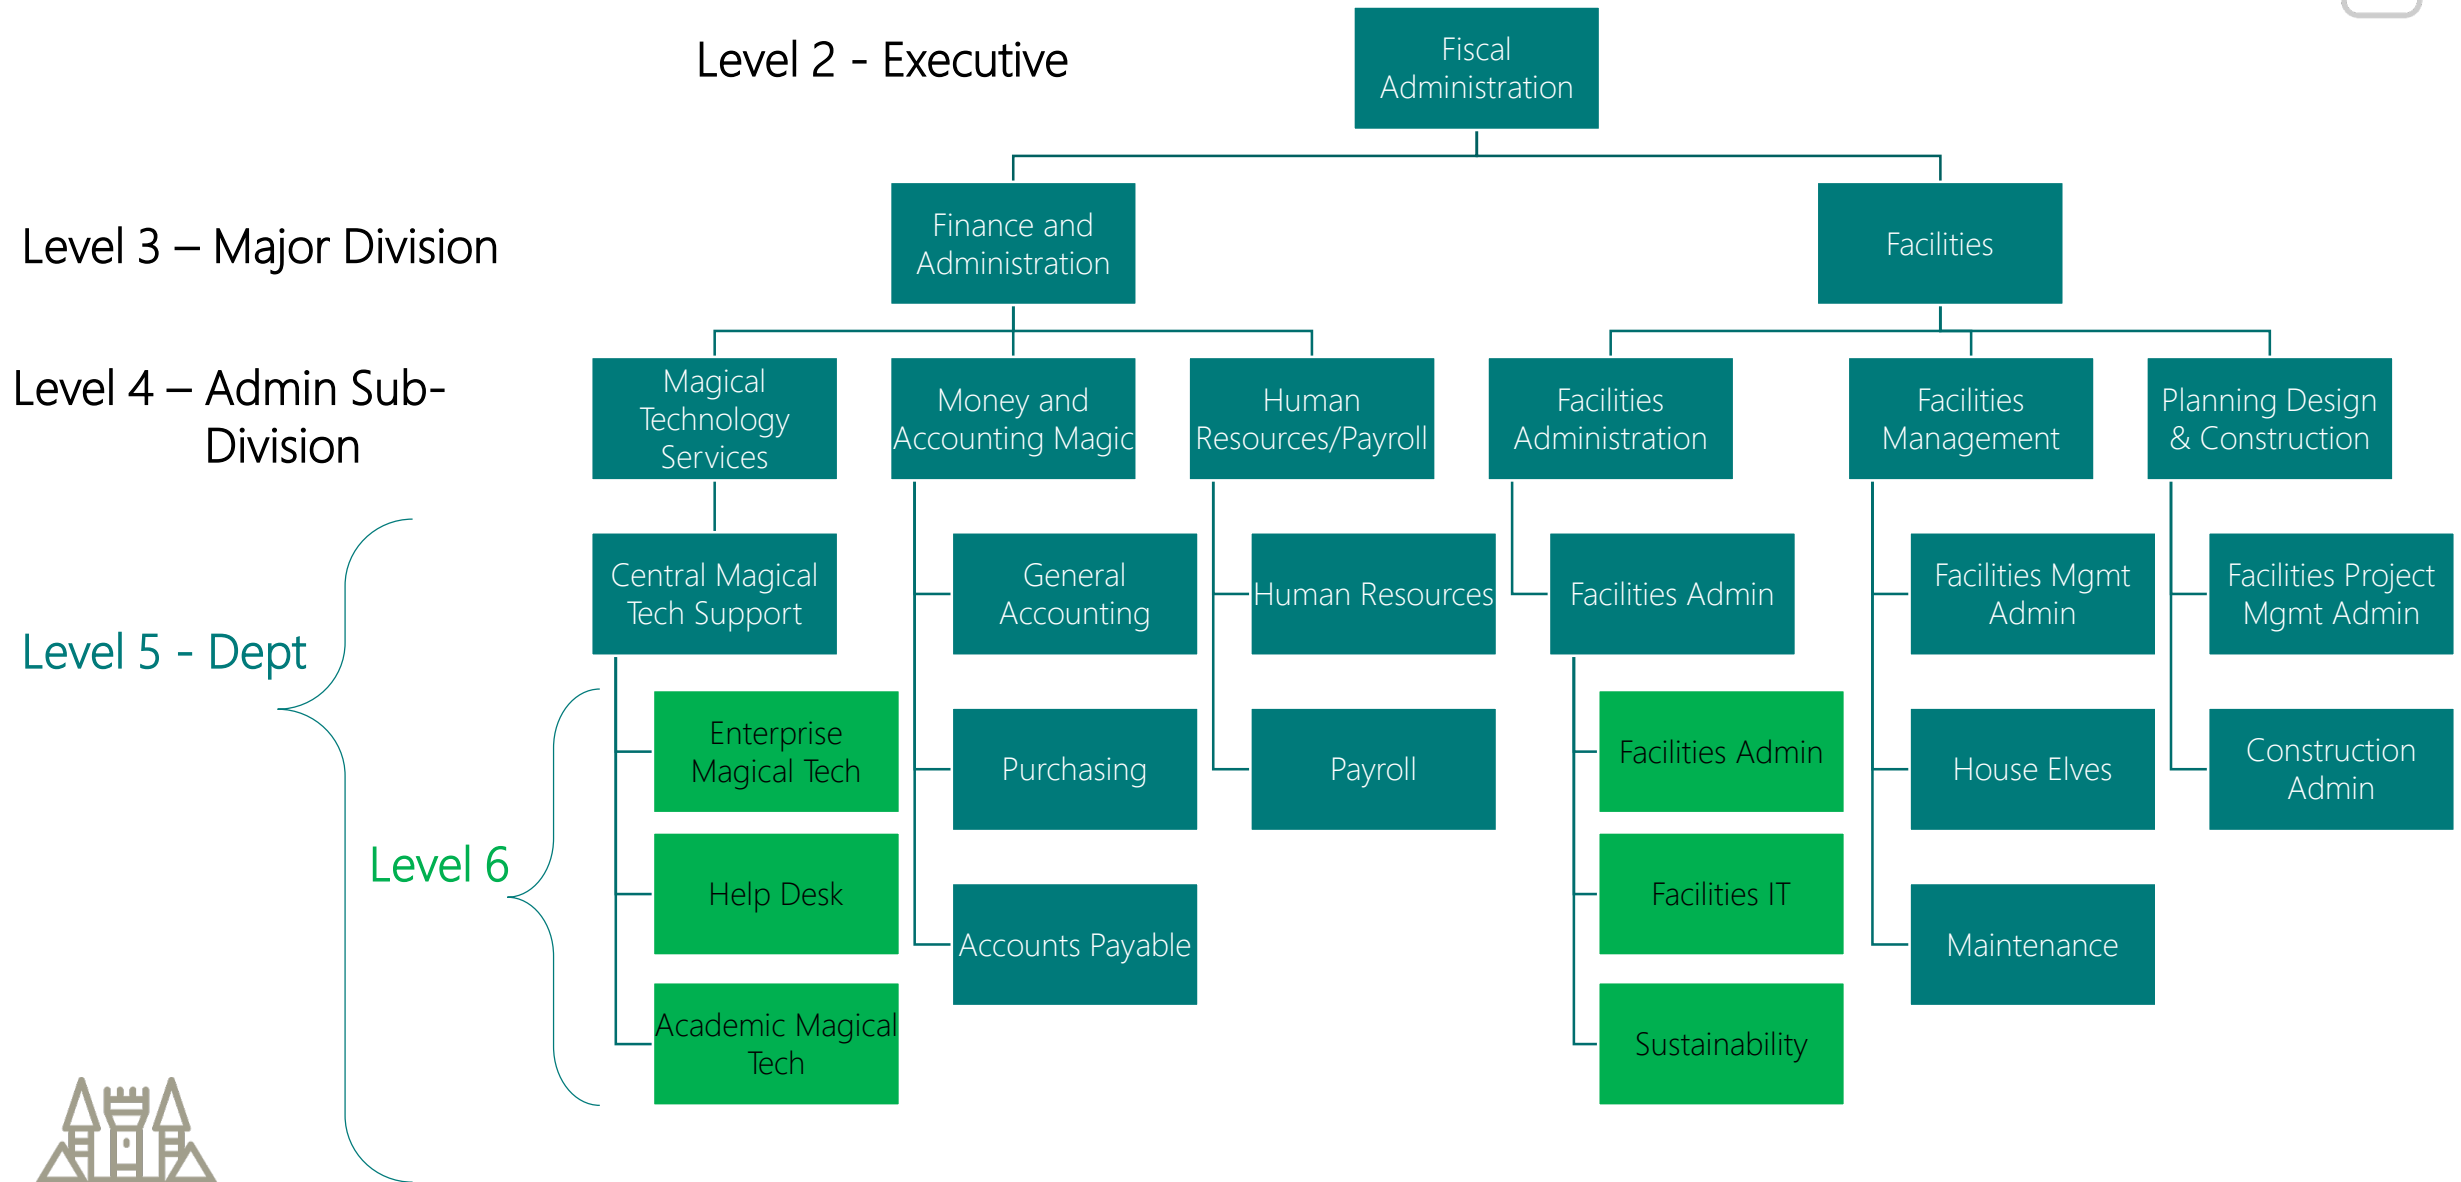 Level 2 - Executive
Fiscal
Administration
Level 3 – Major Division
Finance and
Administration
Facilities
Level 4 – Admin Sub-
Division
Magical
Technology
Services
Money and
Accounting Magic
Human
Resources/Payroll
Facilities
Administration
Facilities
Management
Planning Design
& Construction
Level 5 - Dept
Central Magical
Tech Support
General
Accounting
Human Resources
Facilities Admin
Facilities Mgmt
Admin
Facilities Project
Mgmt Admin
Level 6
Enterprise
Magical Tech
Purchasing
Payroll
Facilities Admin
House Elves
Construction
Admin
Help Desk
Accounts Payable
Facilities IT
Maintenance
Academic Magical
Tech
Sustainability